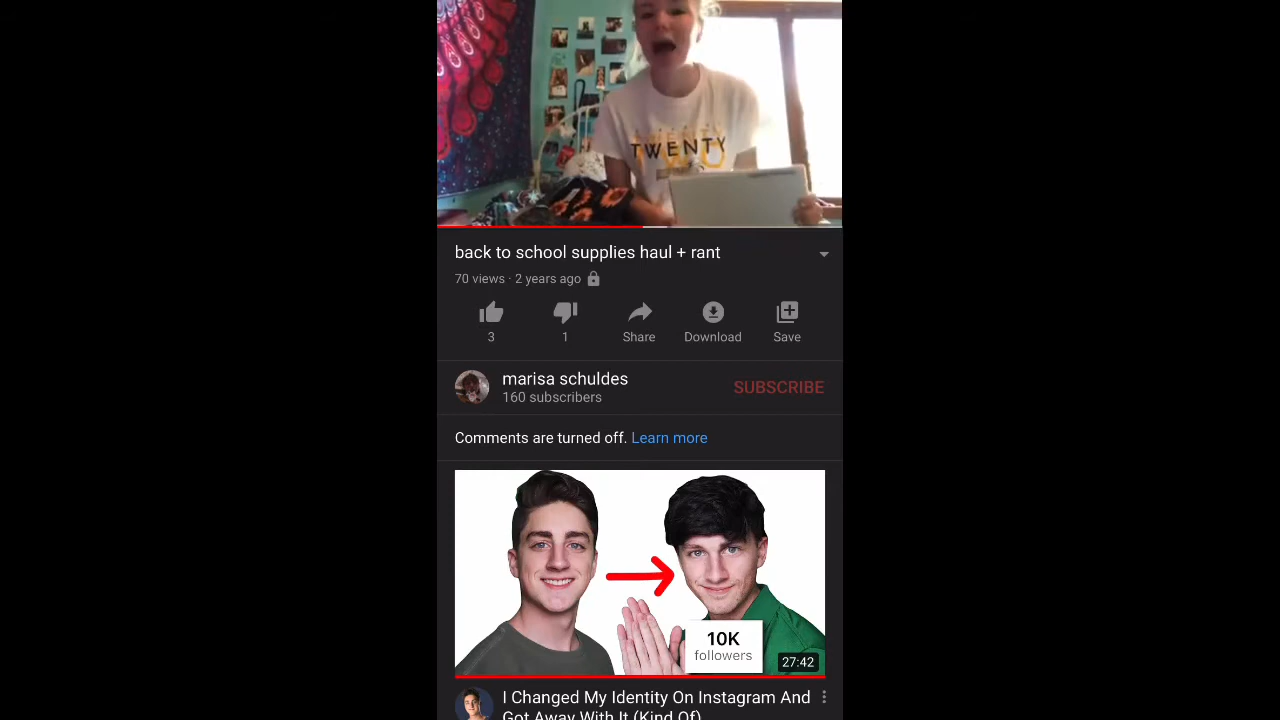 TWENTY
back to school supplies haul + rant
70 views · 2 years ago
3
1
Share
Download
Save
marisa schuldes
160 subscribers
SUBSCRIBE
Comments are turned off. Learn more
10K
followers
27:42
I Changed My Identity On Instagram And
Got Away With It (Kind Of)